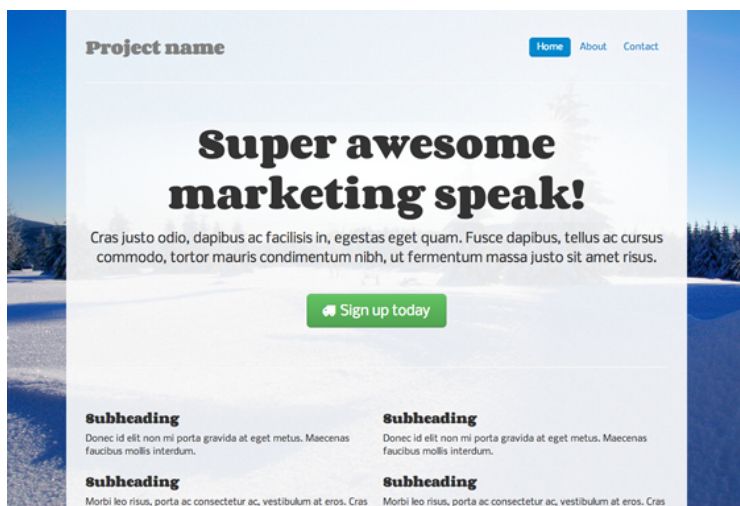 Project name
Home About Contact
Super awesome
marketing speak!
Cras justo odio, dapibus ac facilisis in, egestas eget quam. Fusce dapibus, tellus ac cursus
commodo, tortor mauris condimentum nibh, ut fermentum massa justo sit amet risus.
Sign up today
Subheading
Donec id elit non mi porta gravida at eget metus. Maecenas
faucibus mollis interdum.
Subheading
Donec id elit non mi porta gravida at eget metus. Maecenas
faucibus mollis interdum.
Subheading
Morbi leo risus, porta ac consectetur ac, vestibulum at eros. Cras
Subheading
Morbi leo risus, porta ac consectetur ac, vestibulum at eros. Cras